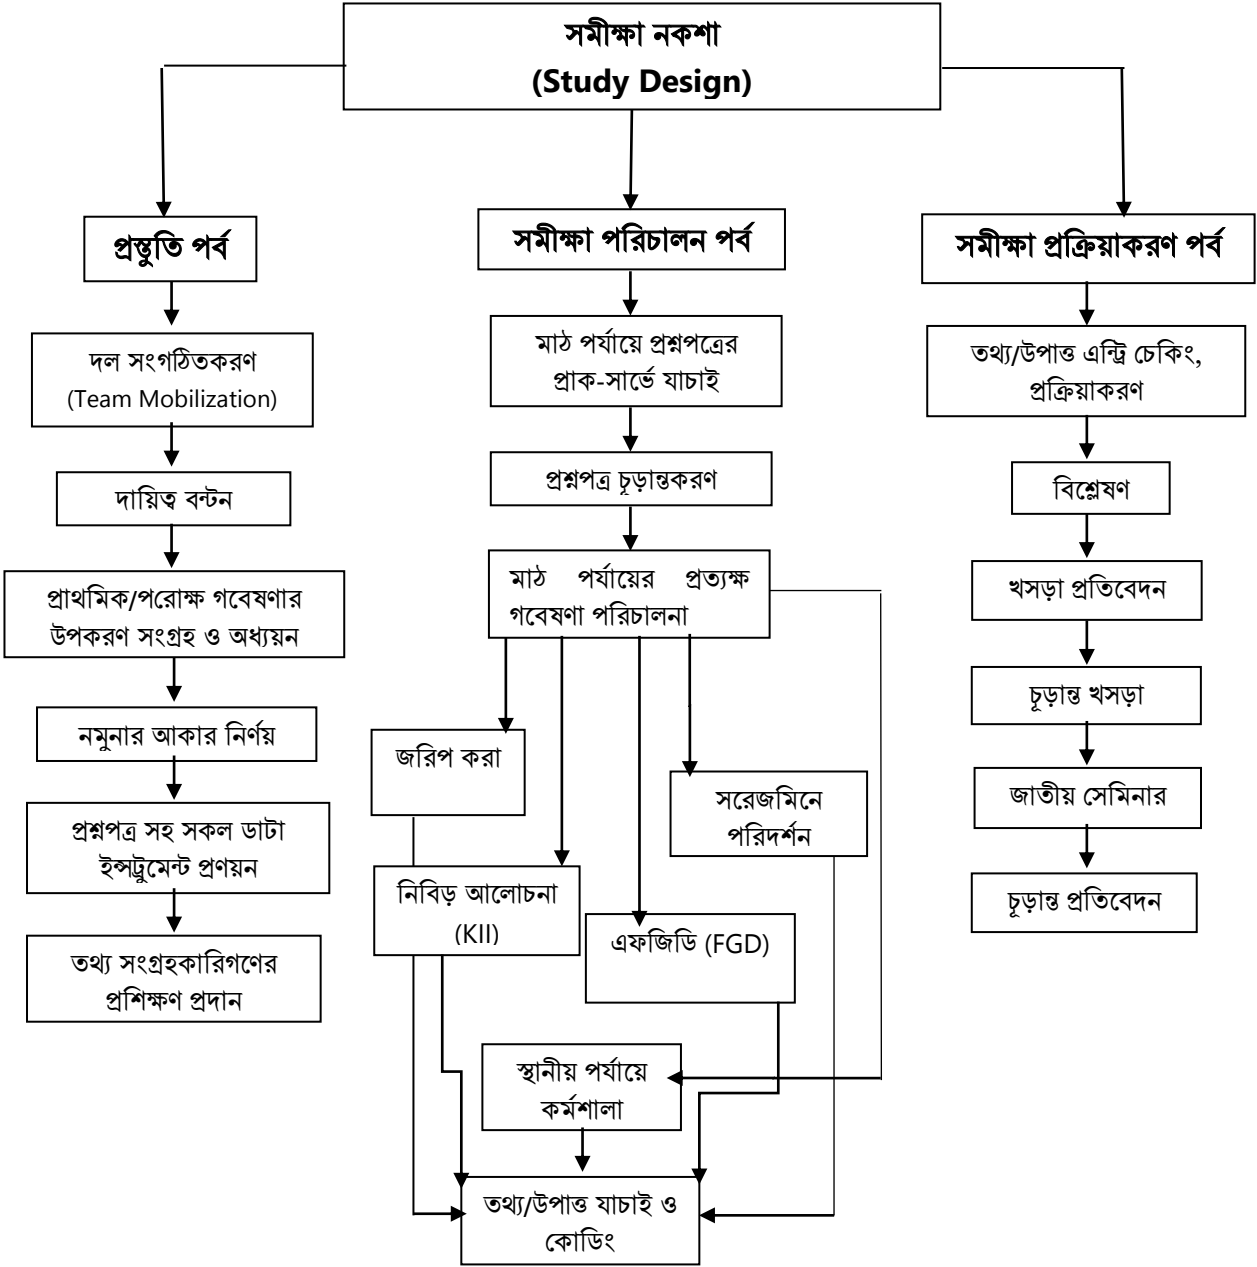 সমীক্ষা নকশা
(Study Design)
প্রস্তুতি পর্ব
দল সংগঠিতকরণ
(Team Mobilization)
দায়িত্ব বন্টন
প্রাথমিক/পরোক্ষ গবেষণার
উপকরণ সংগ্রহ ও অধ্যয়ন
নমুনার আকার নির্ণয়
প্রশ্নপত্র সহ সকল ডাটা
ইন্সট্রুমেন্ট প্রণয়ন
তথ্য সংগ্রহকারিগণের
প্রশিক্ষণ প্রদান
সমীক্ষা পরিচালন পর্ব
মাঠ পর্যায়ে প্রশ্নপত্রের
প্রাক-সার্ভে যাচাই
প্রশ্নপত্র চূড়ান্তকরণ
মাঠ পর্যায়ের প্রত্যক্ষ
গবেষণা পরিচালনা
জরিপ করা
সরেজমিনে
পরিদর্শন
নিবিড় আলোচনা
(KII)
এফজিডি (FGD)
স্থানীয় পর্যায়ে
কর্মশালা
তথ্য/উপাত্ত যাচাই ও
কোডিং
সমীক্ষা প্রক্রিয়াকরণ পর্ব
তথ্য/উপাত্ত এন্ট্রি চেকিং,
প্রক্রিয়াকরণ
বিশ্লেষণ
খসড়া প্রতিবেদন
চূড়ান্ত খসড়া
জাতীয় সেমিনার
চূড়ান্ত প্রতিবেদন